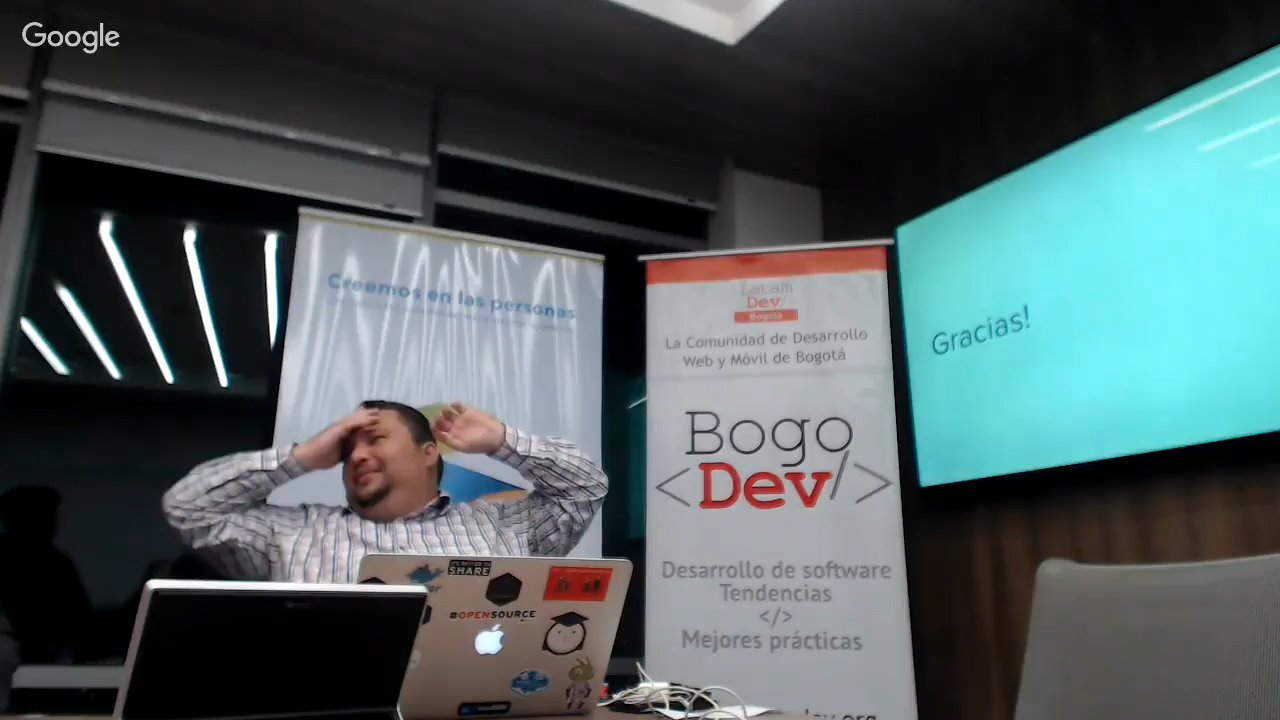 Google
Creemos en las personas
Latam
Dev/
Bogotá
La Comunidad de Desarrollo
Web y Móvil de Bogotá
Bogo
<Dev/>
Desarrollo de software
Tendencias
</>
Mejores prácticas
Gracias!
SHARE
#OPENSOURCE